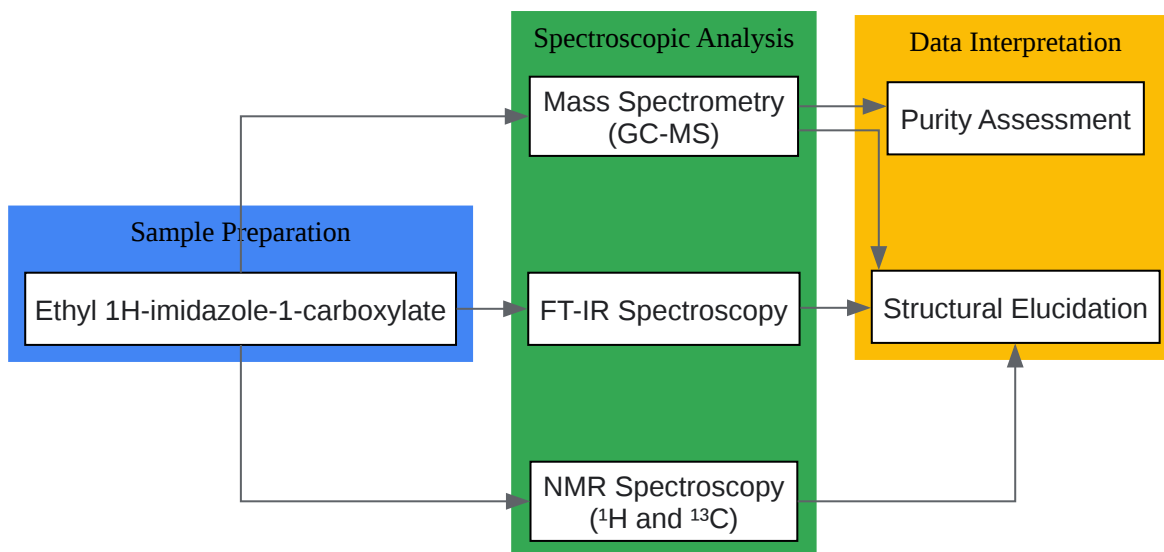 Sample Preparation
Ethyl 1H-imidazole-1-carboxylate
Spectroscopic Analysis
Mass Spectrometry
(GC-MS)
FT-IR Spectroscopy
NMR Spectroscopy
(¹H and ¹³C)
Data Interpretation
Purity Assessment
Structural Elucidation